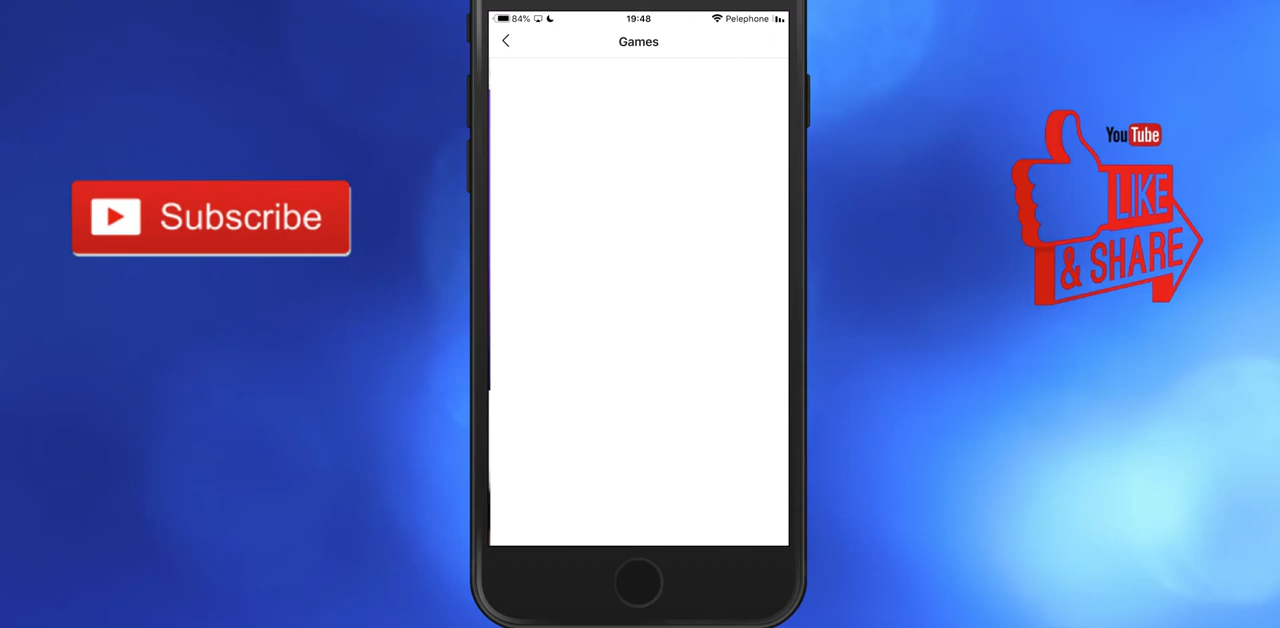 84%
19:48
Pelephone
Games
Subscribe
YouTube
LIKE
& SHARE